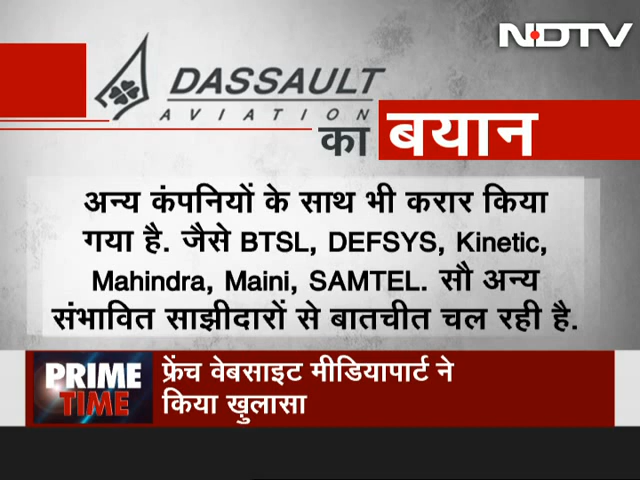 NDTV
DASSAULT
AVIATION
का बयान
अन्य कंपनियों के साथ भी करार किया
गया है. जैसे BTSL, DEFSYS, Kinetic,
Mahindra, Maini, SAMTEL. सौ अन्य
संभावित साझीदारों से बातचीत चल रही है.
PRIME
TIME
फ्रेंच वेबसाइट मीडियापार्ट ने
किया ख़ुलासा